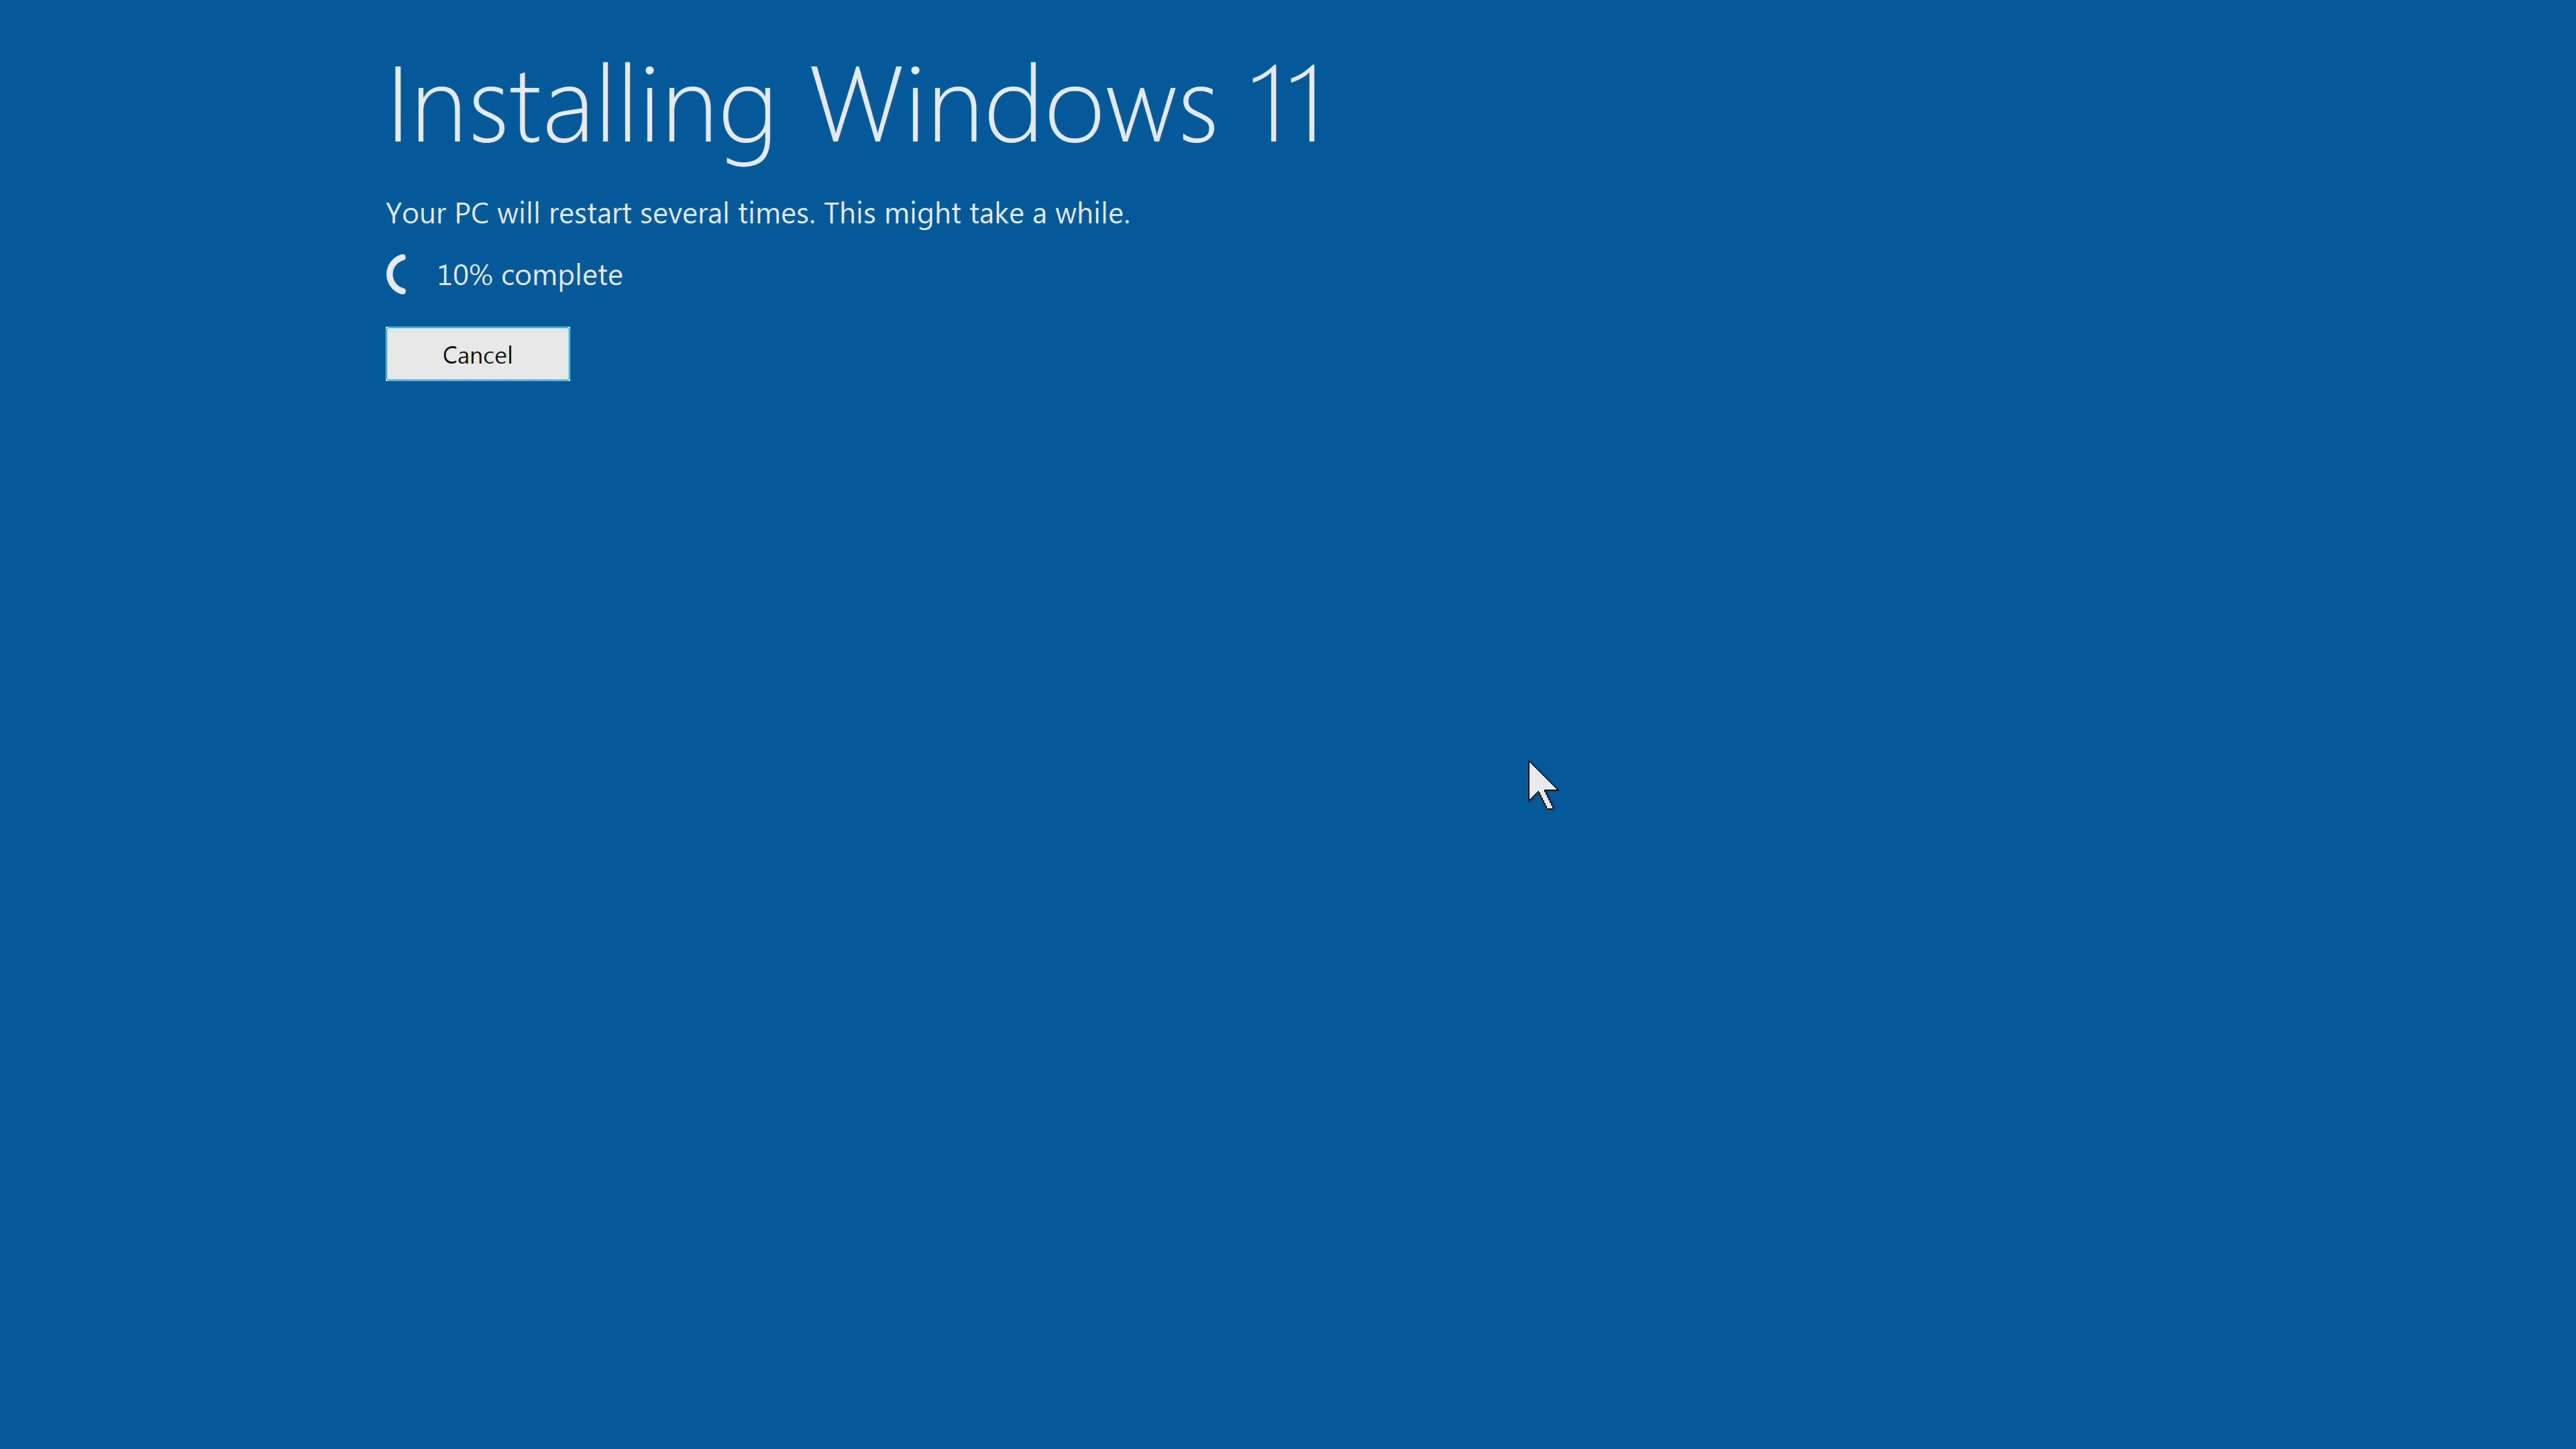 Installing Windows 11
Your PC will restart several times. This might take a while.
10% complete
Cancel